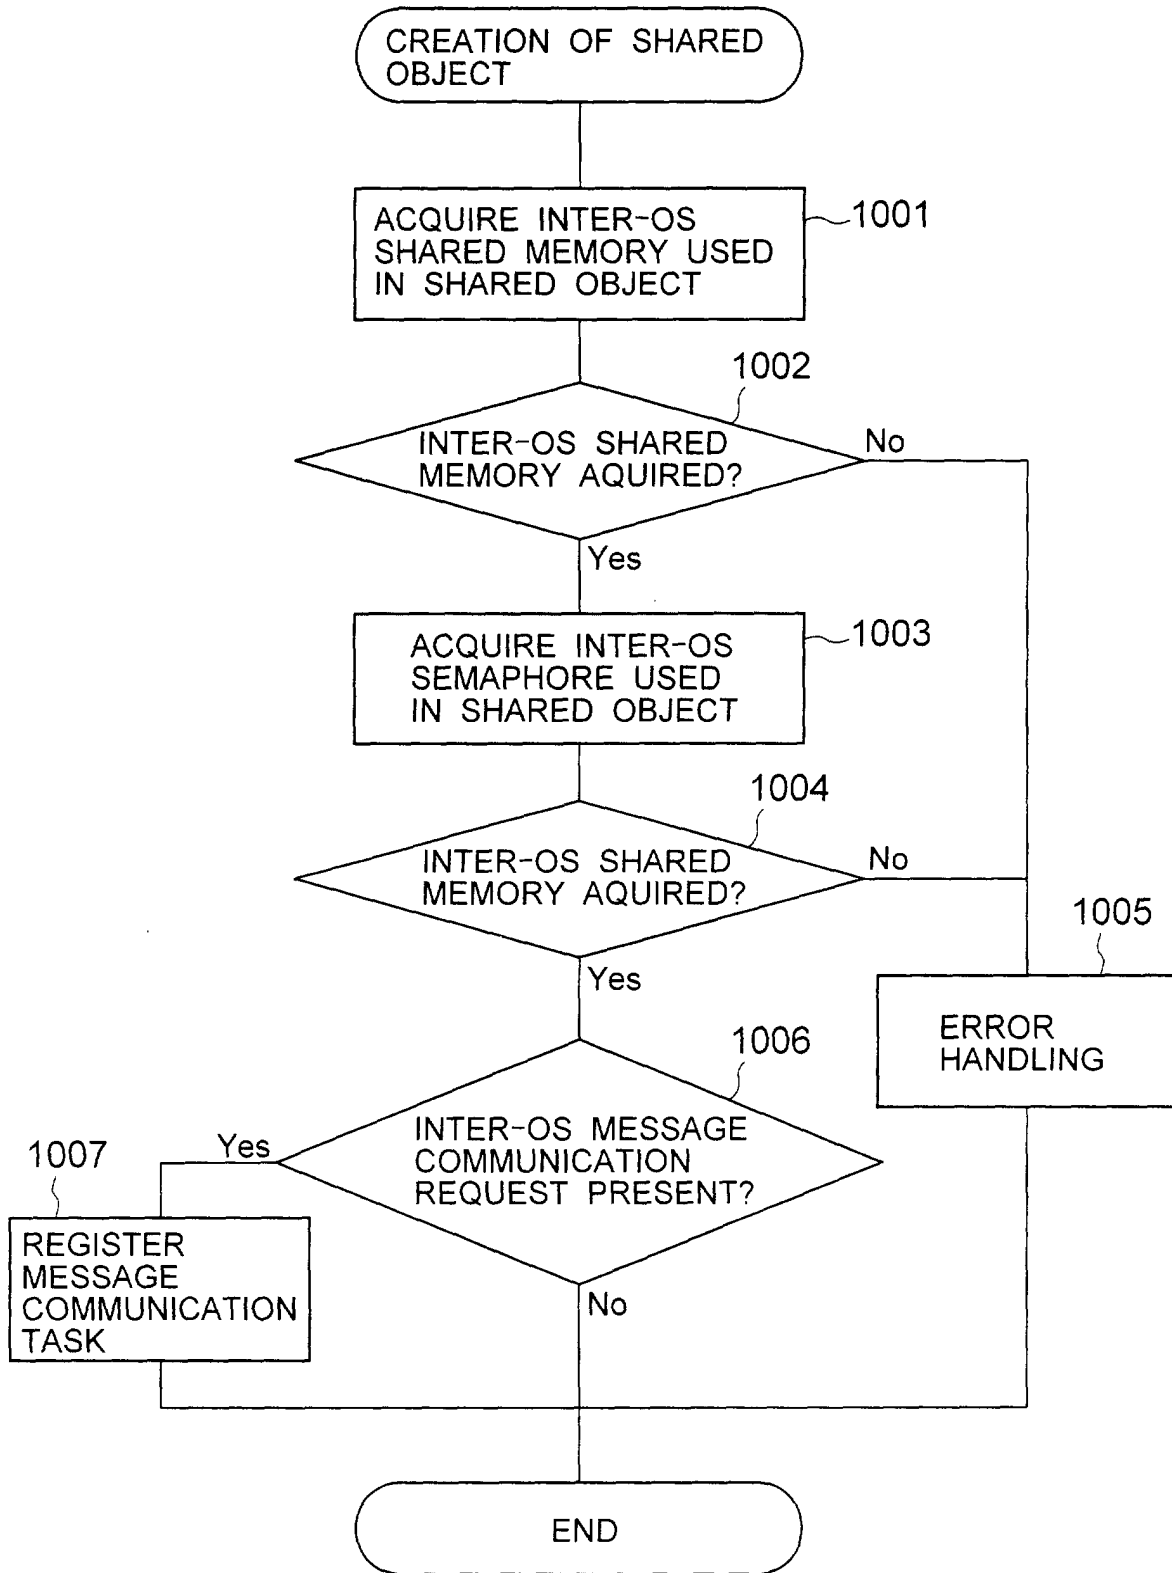 CREATION OF SHARED
OBJECT
ACQUIRE INTER-OS
SHARED MEMORY USED
IN SHARED OBJECT
1001
1002
INTER-OS SHARED
MEMORY AQUIRED?
No
Yes
ACQUIRE INTER-OS
SEMAPHORE USED
IN SHARED OBJECT
1003
1004
INTER-OS SHARED
MEMORY AQUIRED?
No
Yes
1005
ERROR
HANDLING
1006
INTER-OS MESSAGE
COMMUNICATION
REQUEST PRESENT?
Yes
No
1007
REGISTER
MESSAGE
COMMUNICATION
TASK
END